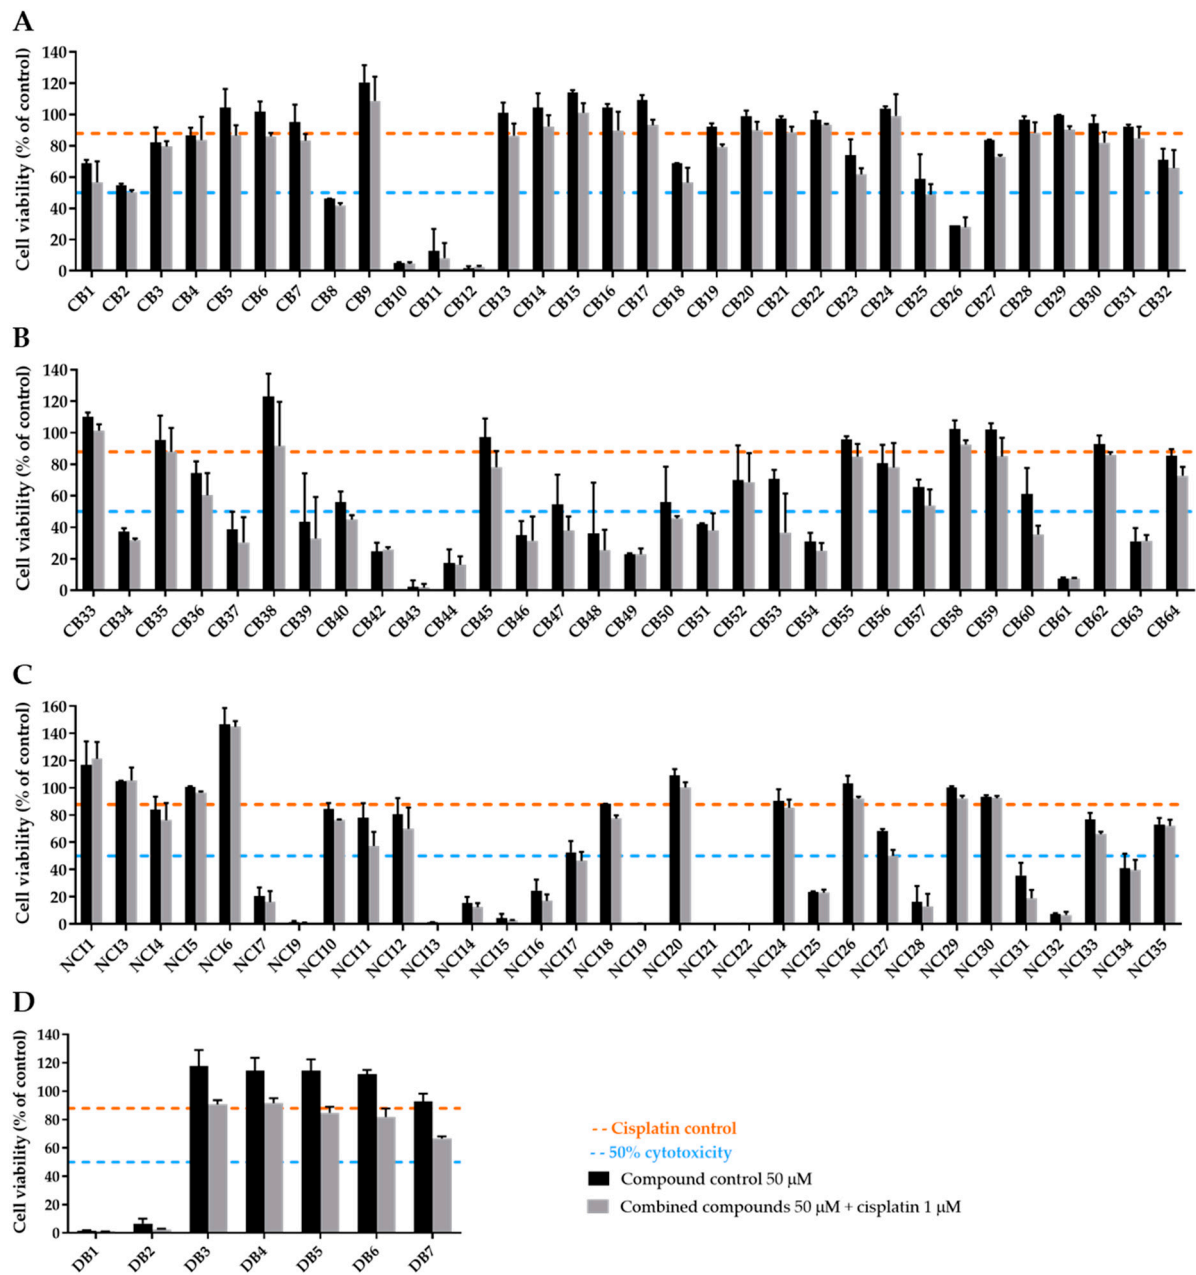 A
Cell viability (% of control)
140
120
100
80
60
40
20
0
CB1 CB2 CB3 CB4 CB5 CB6 CB7 CB8 CB9 CB10 CB11 CB12 CB13 CB14 CB15 CB16 CB17 CB18 CB19 CB20 CB21 CB22 CB23 CB24 CB25 CB26 CB27 CB28 CB29 CB30 CB31 CB32
B
Cell viability (% of control)
140
120
100
80
60
40
20
0
CB33 CB34 CB35 CB36 CB37 CB38 CB39 CB40 CB42 CB43 CB44 CB45 CB46 CB47 CB48 CB49 CB50 CB51 CB52 CB53 CB54 CB55 CB56 CB57 CB58 CB59 CB60 CB61 CB62 CB63 CB64
C
Cell viability (% of control)
160
140
120
100
80
60
40
20
0
NCI1 NCI3 NCI4 NCI5 NCI6 NCI7 NCI9 NCI10 NCI11 NCI12 NCI13 NCI14 NCI15 NCI16 NCI17 NCI18 NCI19 NCI20 NCI21 NCI22 NCI24 NCI25 NCI26 NCI27 NCI28 NCI29 NCI30 NCI31 NCI32 NCI33 NCI34 NCI35
D
Cell viability (% of control)
140
120
100
80
60
40
20
0
DB1 DB2 DB3 DB4 DB5 DB6 DB7
-- Cisplatin control
-- 50% cytotoxicity
Compound control 50 µM
Combined compounds 50 µM + cisplatin 1 µM